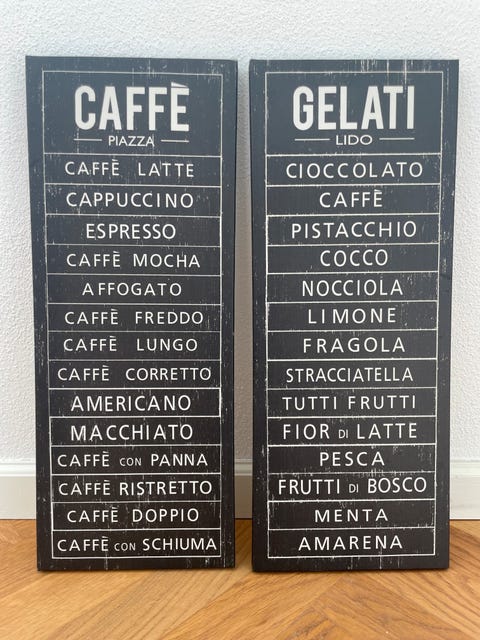 CAFFÈ
PIAZZA
CAFFÈ LATTE
CAPPUCCINO
ESPRESSO
CAFFÈ MOCHA
AFFOGATO
CAFFÈ FREDDO
CAFFÈ LUNGO
CAFFÈ CORRETTO
AMERICANO
MACCHIATO
CAFFÈ CON PANNA
CAFFÈ RISTRETTO
CAFFÈ DOPPIO
CAFFÈ CON SCHIUMA
GELATI
LIDO
CIOCCOLATO
CAFFÈ
PISTACCHIO
COCCO
NOCCIOLA
LIMONE
FRAGOLA
STRACCIATELLA
TUTTI FRUTTI
FIOR DI LATTE
PESCA
FRUTTI DI BOSCO
MENTA
AMARENA